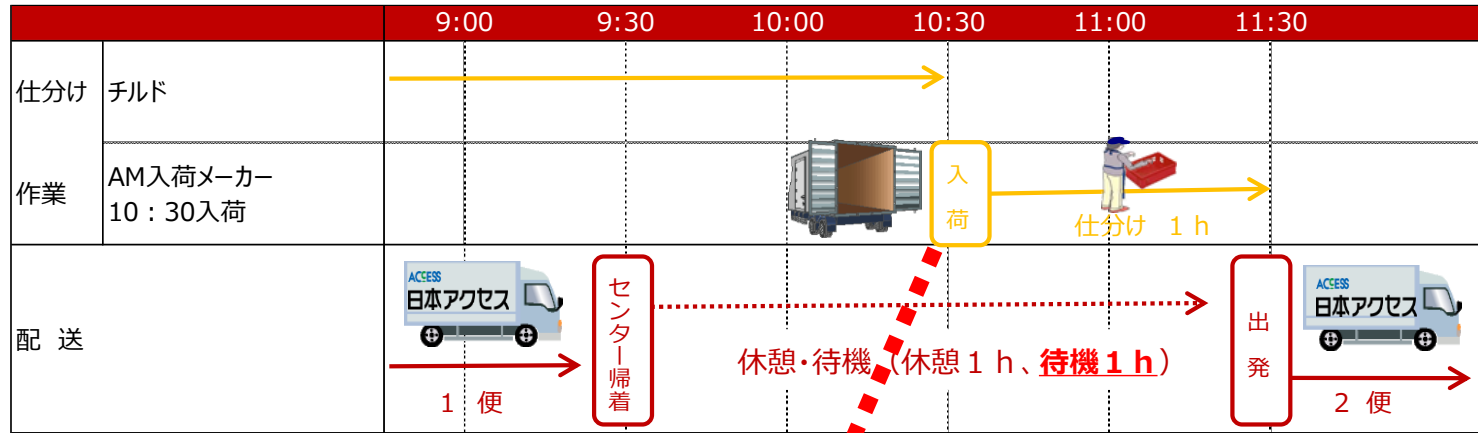 9:00 9:30 10:00 10:30 11:00 11:30
仕分け チルド
作業 AM入荷メーカー
10：30入荷
入荷
仕分け １ｈ
配 送
ACCESS
日本アクセス
1 便
センター帰着
休憩・待機（休憩１ｈ、待機１ｈ）
出発
ACCESS
日本アクセス
2 便